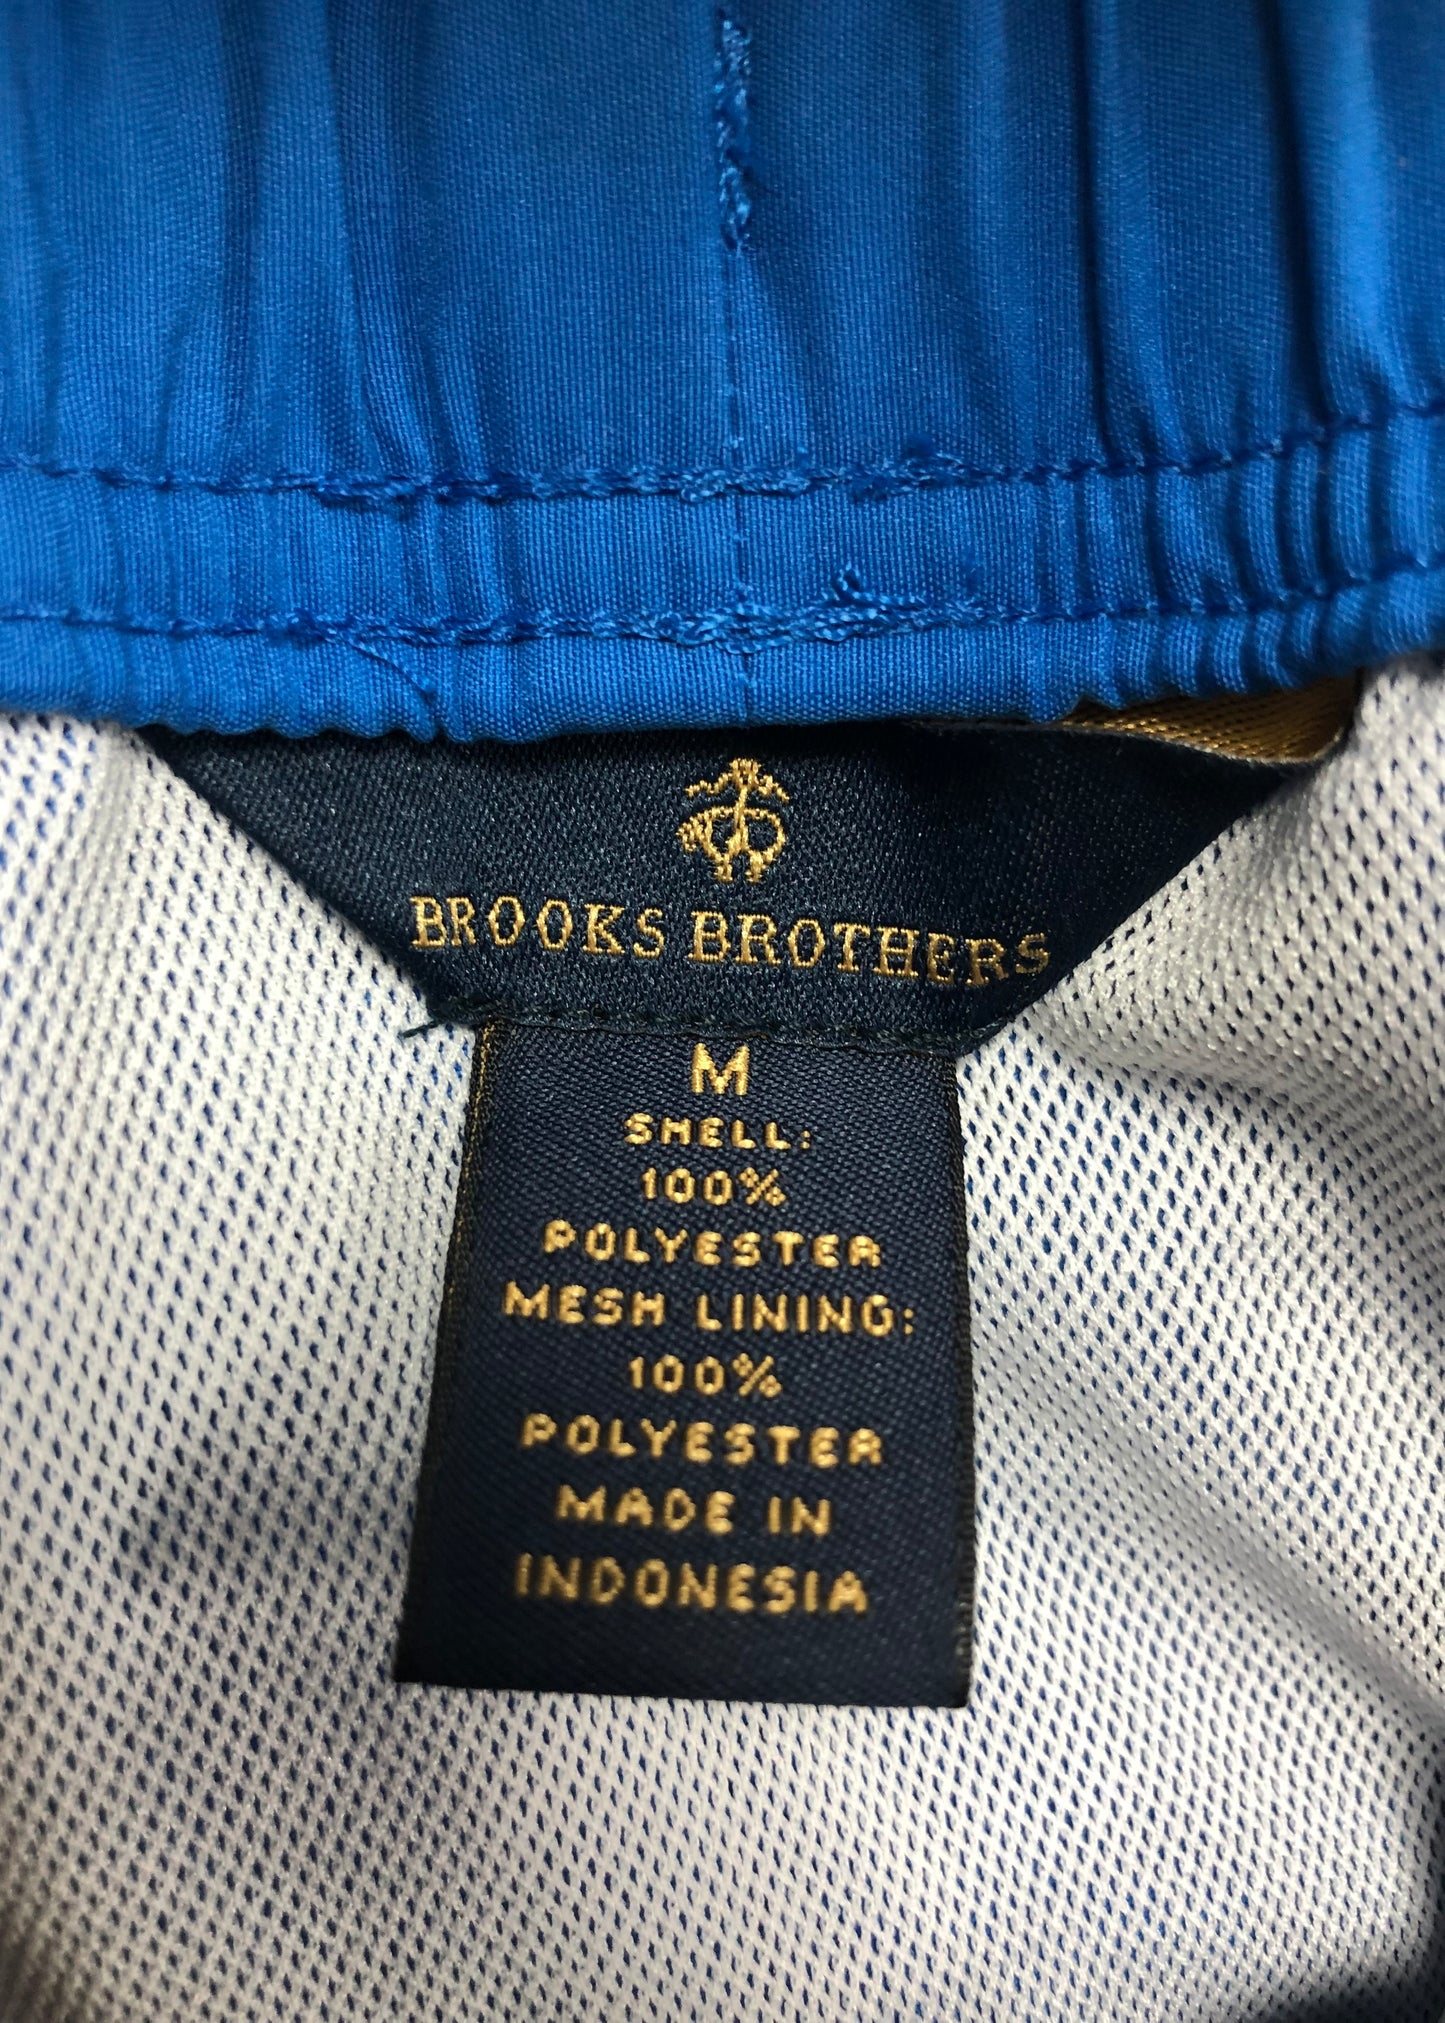 BROOKS BROTHERS
M
SHELL:
100%
POLYESTER
MESH LINING:
100%
POLYESTER
MADE IN
INDONESIA